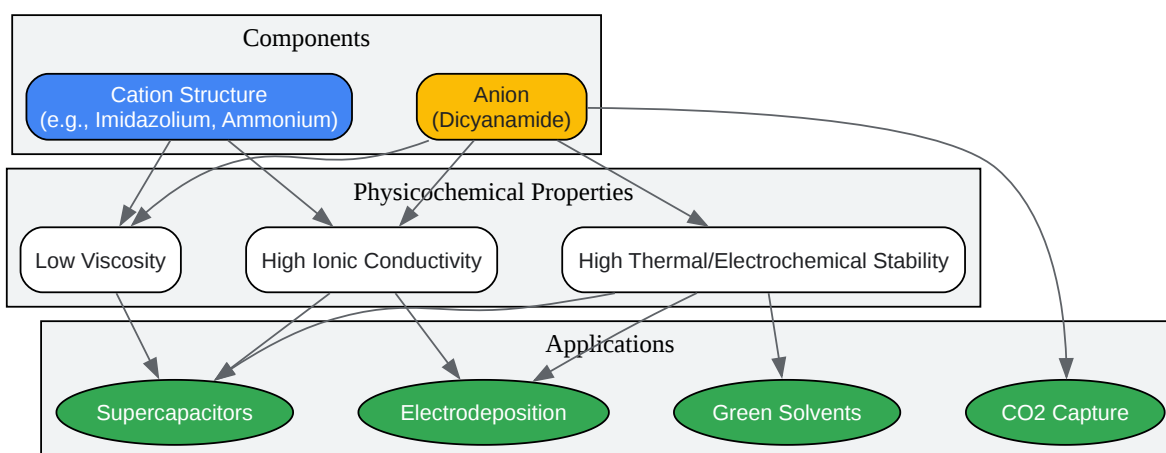 Components
Cation Structure
(e.g., Imidazolium, Ammonium)
Anion
(Dicyanamide)
Physicochemical Properties
Low Viscosity
High Ionic Conductivity
High Thermal/Electrochemical Stability
Applications
Supercapacitors
Electrodeposition
Green Solvents
CO2 Capture